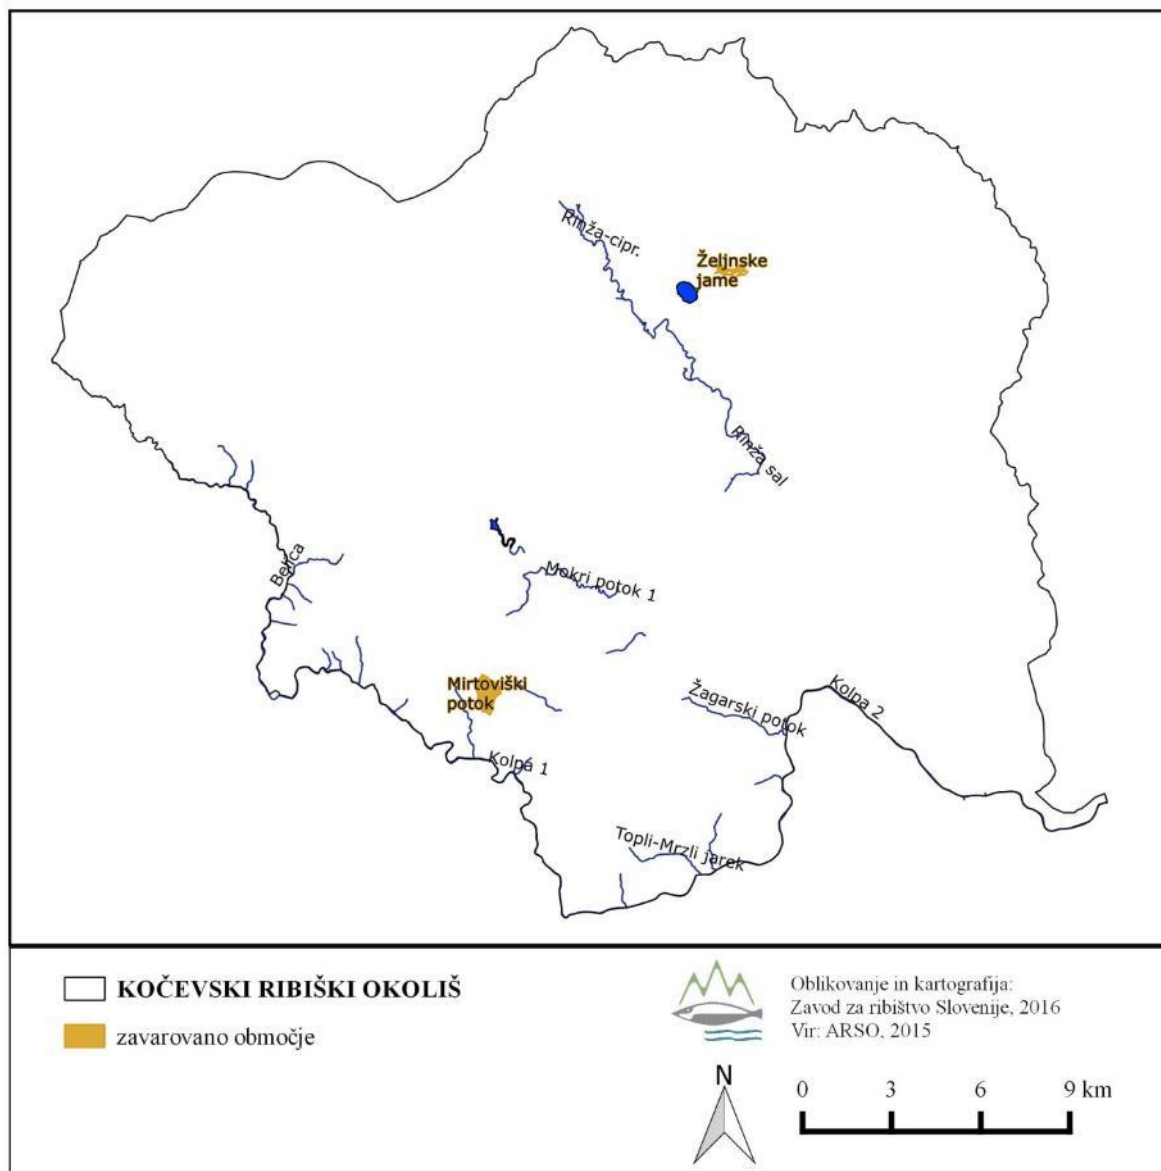 Rinža-cipr.
Željnske
jame
Rinža sal
Belica
Mokri potok 1
Mirtoviški
potok
Žagarski potok
Kolpa 2
Kolpa 1
Topli-Mrzli jarek
KOČEVSKI RIBIŠKI OKOLIŠ
zavarovano območje
Oblikovanje in kartografija:
Zavod za ribištvo Slovenije, 2016
Vir: ARSO, 2015
N
0 3 6 9 km